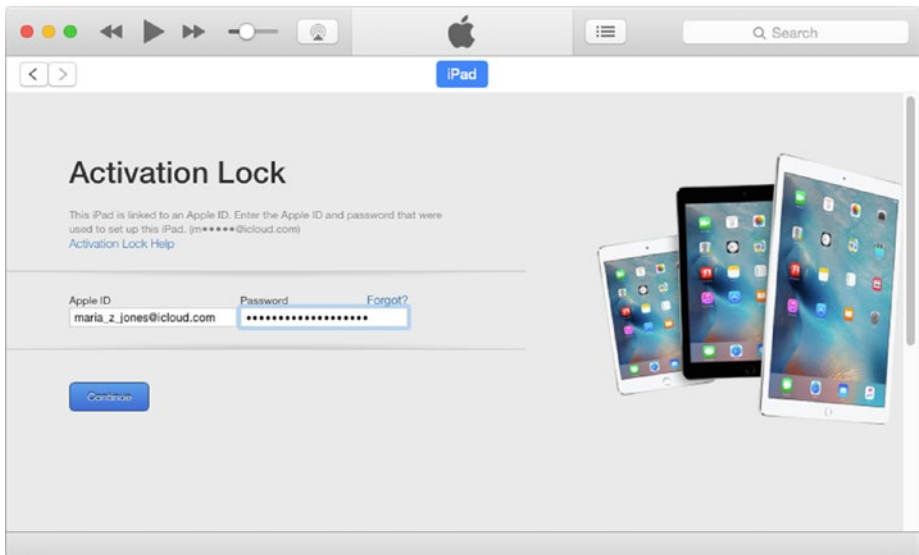 Search
iPad
Activation Lock
This iPad is linked to an Apple ID. Enter the Apple ID and password that were
used to set up this iPad. (m●●●●●@icloud.com)
Activation Lock Help
Apple ID Password Forgot?
maria_z_jones@icloud.com ●●●●●●●●●●●●●●●●●●●
Continue